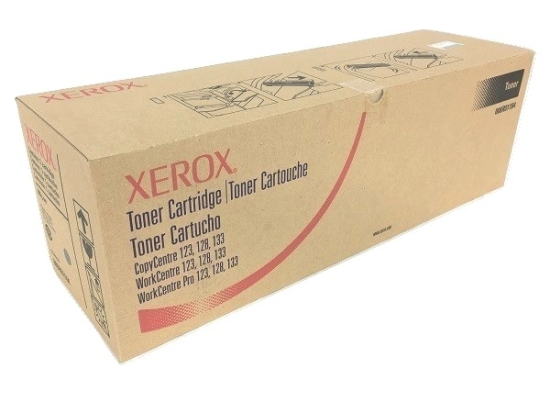 XEROX
Toner
XEROX
Toner Cartridge | Toner Cartouche
Toner Cartucho
CopyCentre 123, 128, 133
WorkCentre 123, 128, 133
WorkCentre Pro 123, 128, 133